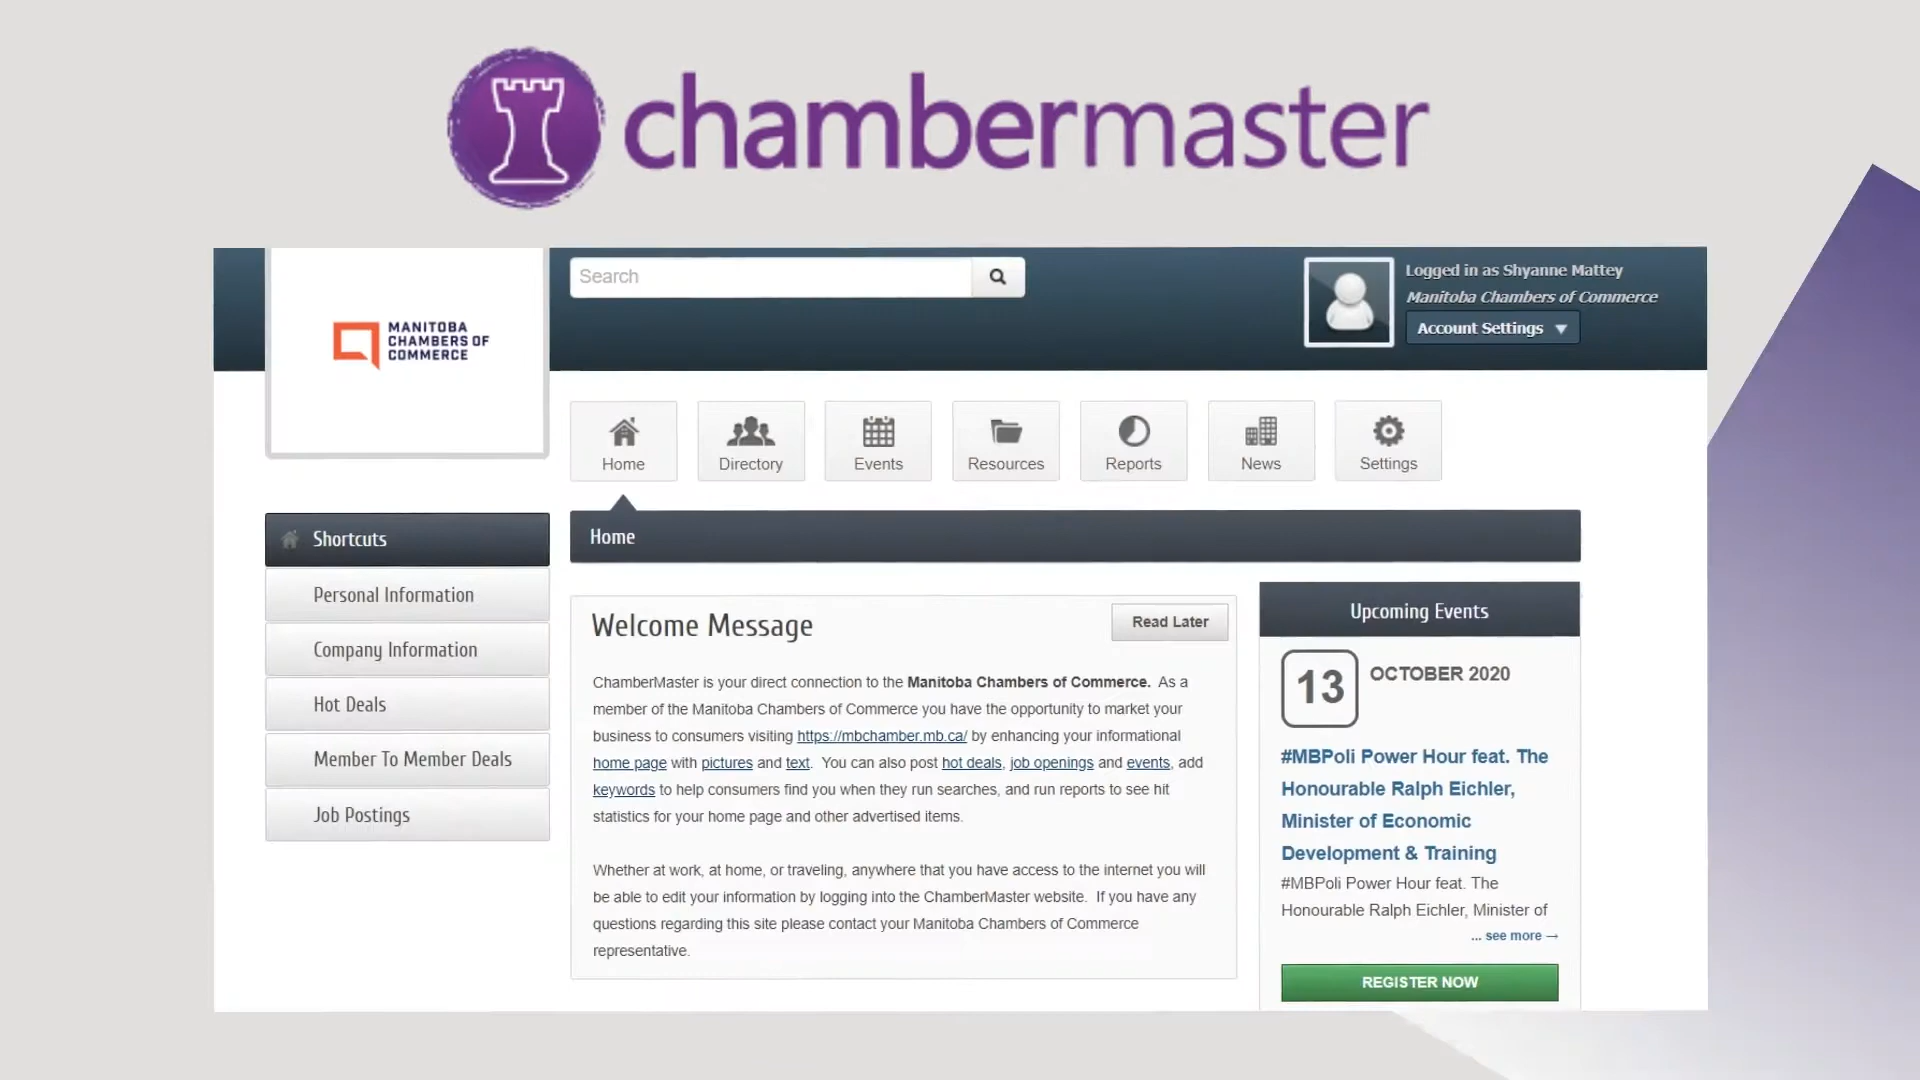 chambermaster
MANITOBA
CHAMBERS OF
COMMERCE
Search
Logged in as Shyanne Mattey
Manitoba Chambers of Commerce
Account Settings
Home
Directory
Events
Resources
Reports
News
Settings
Shortcuts
Personal Information
Company Information
Hot Deals
Member To Member Deals
Job Postings
Home
Welcome Message
Read Later
ChamberMaster is your direct connection to the Manitoba Chambers of Commerce. As a
member of the Manitoba Chambers of Commerce you have the opportunity to market your
business to consumers visiting https://mbchamber.mb.ca/ by enhancing your informational
home page with pictures and text. You can also post hot deals, job openings and events, add
keywords to help consumers find you when they run searches, and run reports to see hit
statistics for your home page and other advertised items.
Whether at work, at home, or traveling, anywhere that you have access to the internet you will
be able to edit your information by logging into the ChamberMaster website. If you have any
questions regarding this site please contact your Manitoba Chambers of Commerce
representative.
Upcoming Events
13
OCTOBER 2020
#MBPoli Power Hour feat. The
Honourable Ralph Eichler,
Minister of Economic
Development & Training
#MBPoli Power Hour feat. The
Honourable Ralph Eichler, Minister of
... see more →
REGISTER NOW